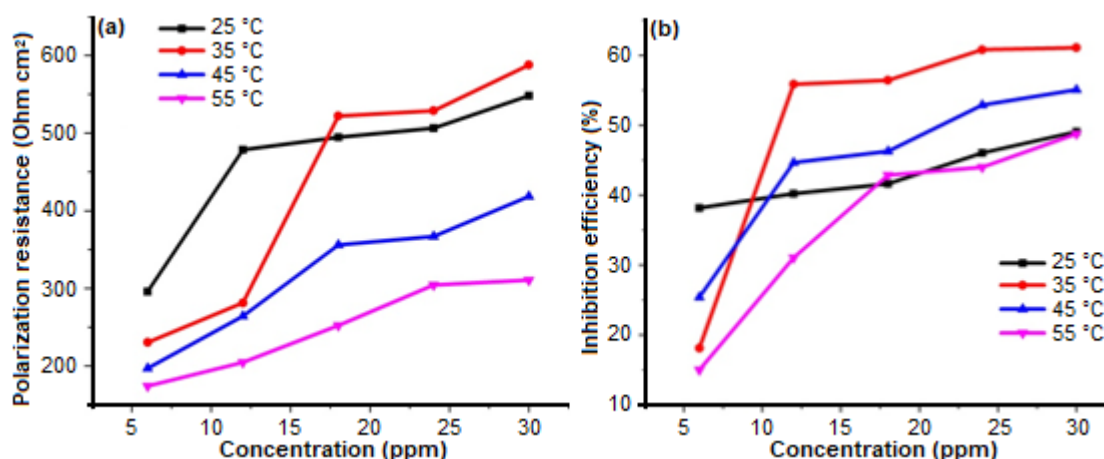 (a)
25 °C
35 °C
45 °C
55 °C
Polarization resistance (Ohm cm²)
600
500
400
300
200
5 10 15 20 25 30
Concentration (ppm)
(b)
Inhibition efficiency (%)
60
50
40
30
20
10
25 °C
35 °C
45 °C
55 °C
5 10 15 20 25 30
Concentration (ppm)